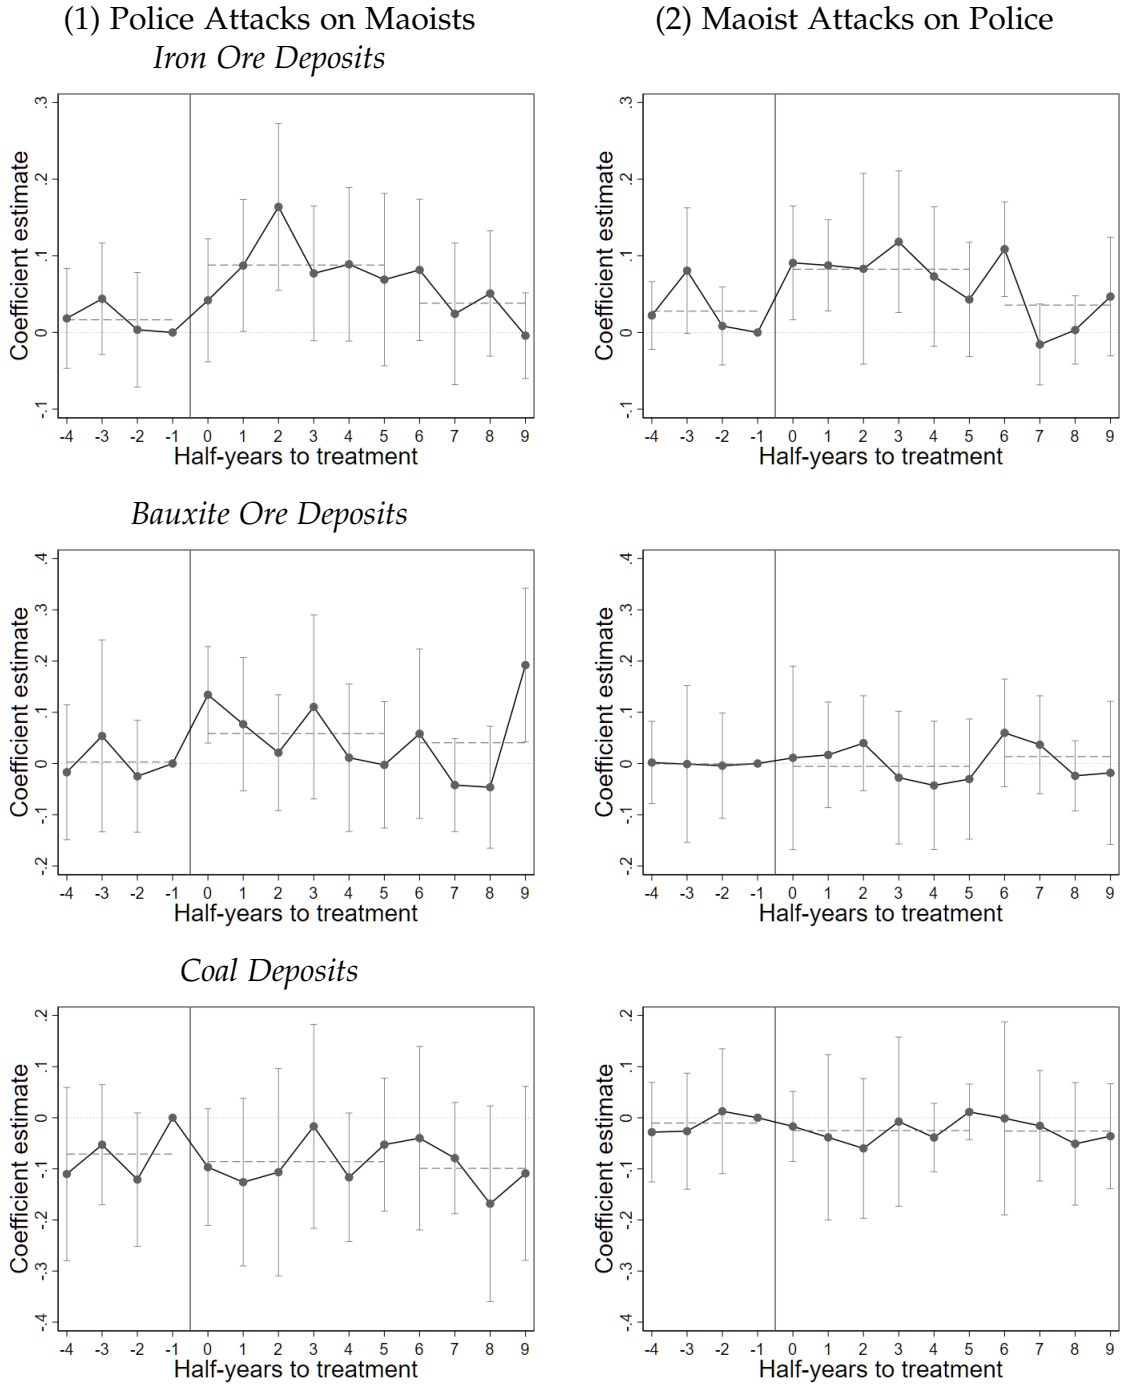 (1) Police Attacks on Maoists
(2) Maoist Attacks on Police
Iron Ore Deposits
Coefficient estimate
.3
.2
.1
0
-.1
-4 -3 -2 -1 0 1 2 3 4 5 6 7 8 9
Half-years to treatment
Coefficient estimate
.3
.2
.1
0
-.1
-4 -3 -2 -1 0 1 2 3 4 5 6 7 8 9
Half-years to treatment
Bauxite Ore Deposits
Coefficient estimate
.4
.3
.2
.1
0
-.1
-.2
-4 -3 -2 -1 0 1 2 3 4 5 6 7 8 9
Half-years to treatment
Coefficient estimate
.4
.3
.2
.1
0
-.1
-.2
-4 -3 -2 -1 0 1 2 3 4 5 6 7 8 9
Half-years to treatment
Coal Deposits
Coefficient estimate
.2
.1
0
-.1
-.2
-.3
-.4
-4 -3 -2 -1 0 1 2 3 4 5 6 7 8 9
Half-years to treatment
Coefficient estimate
.2
.1
0
-.1
-.2
-.3
-.4
-4 -3 -2 -1 0 1 2 3 4 5 6 7 8 9
Half-years to treatment